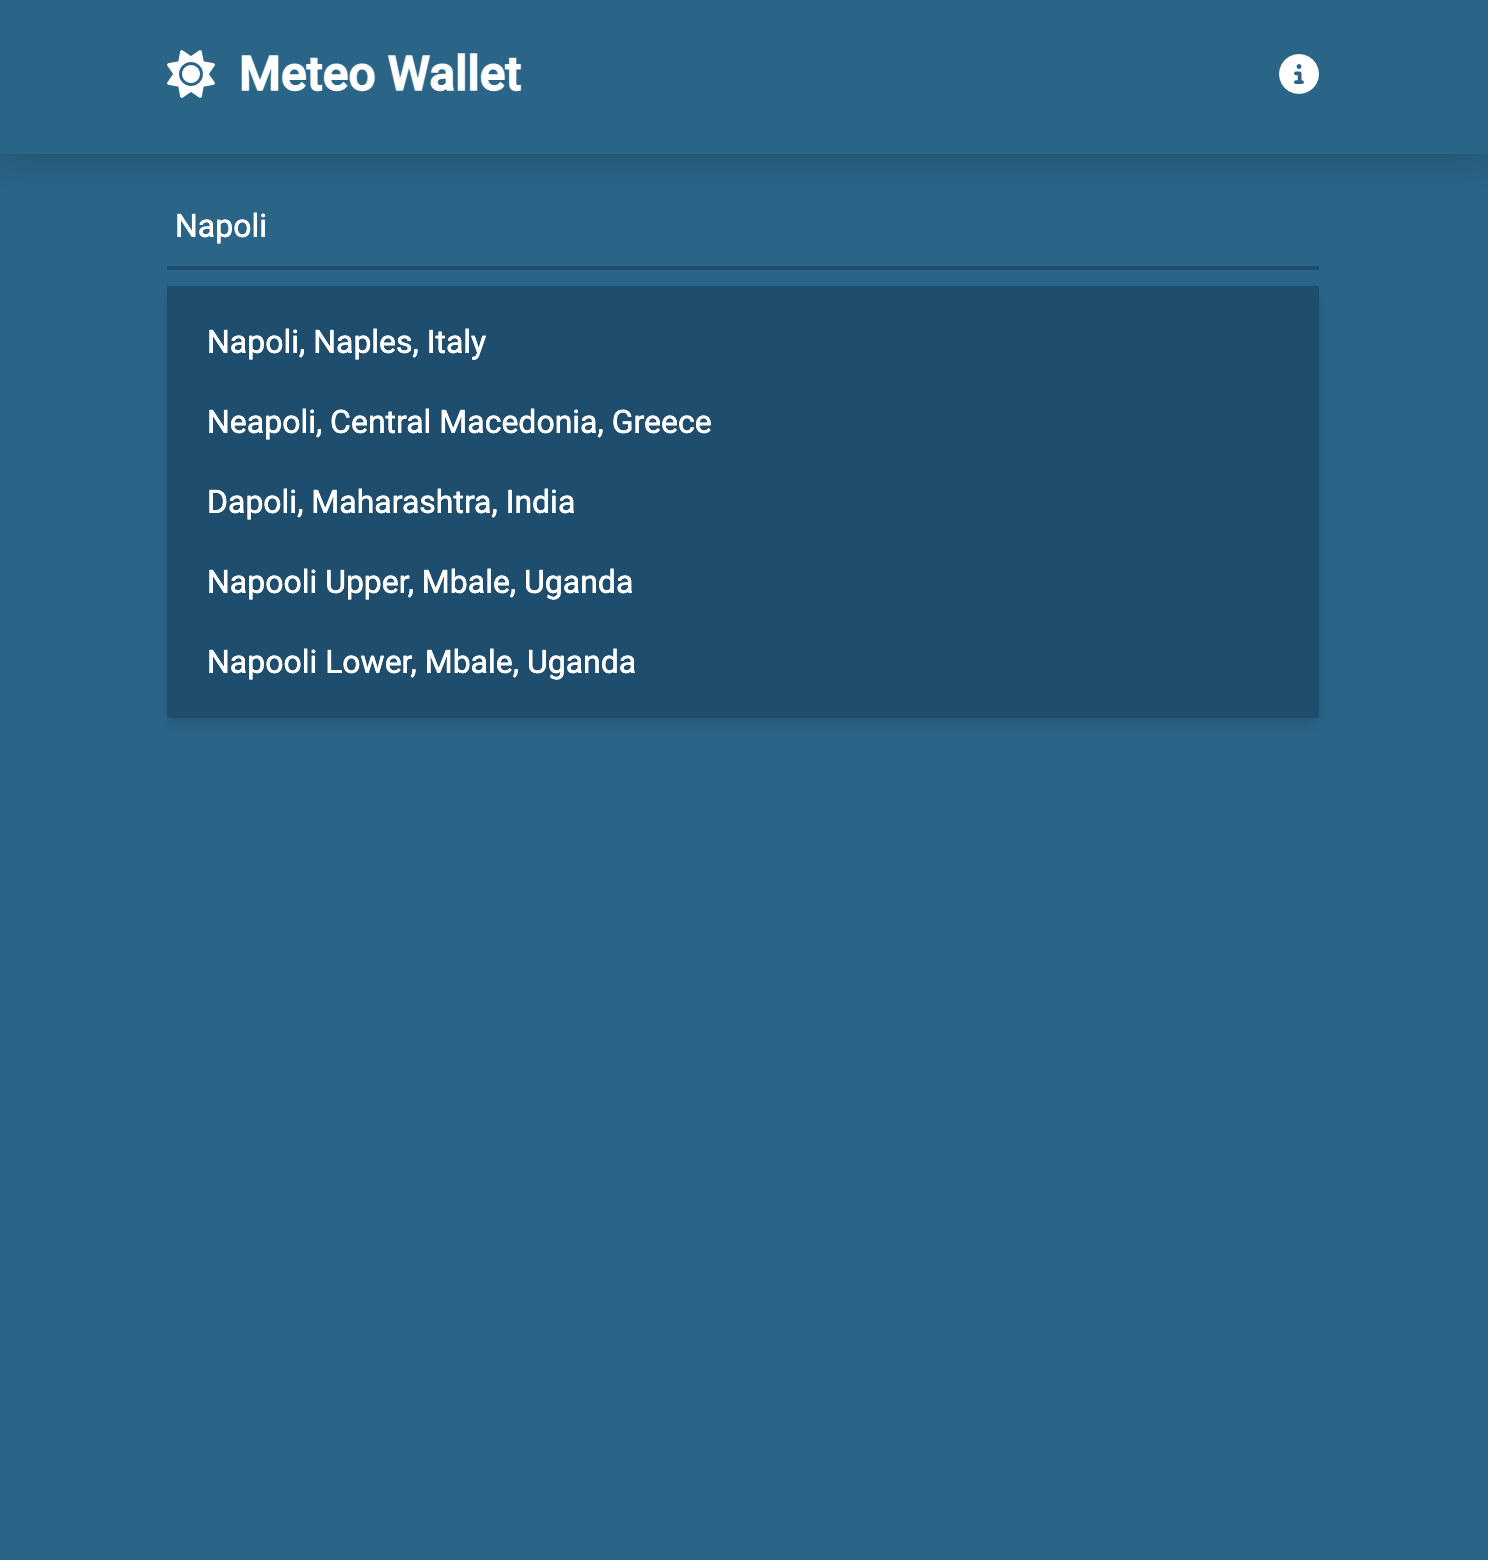 Meteo Wallet
Napoli
Napoli, Naples, Italy
Neapoli, Central Macedonia, Greece
Dapoli, Maharashtra, India
Napooli Upper, Mbale, Uganda
Napooli Lower, Mbale, Uganda